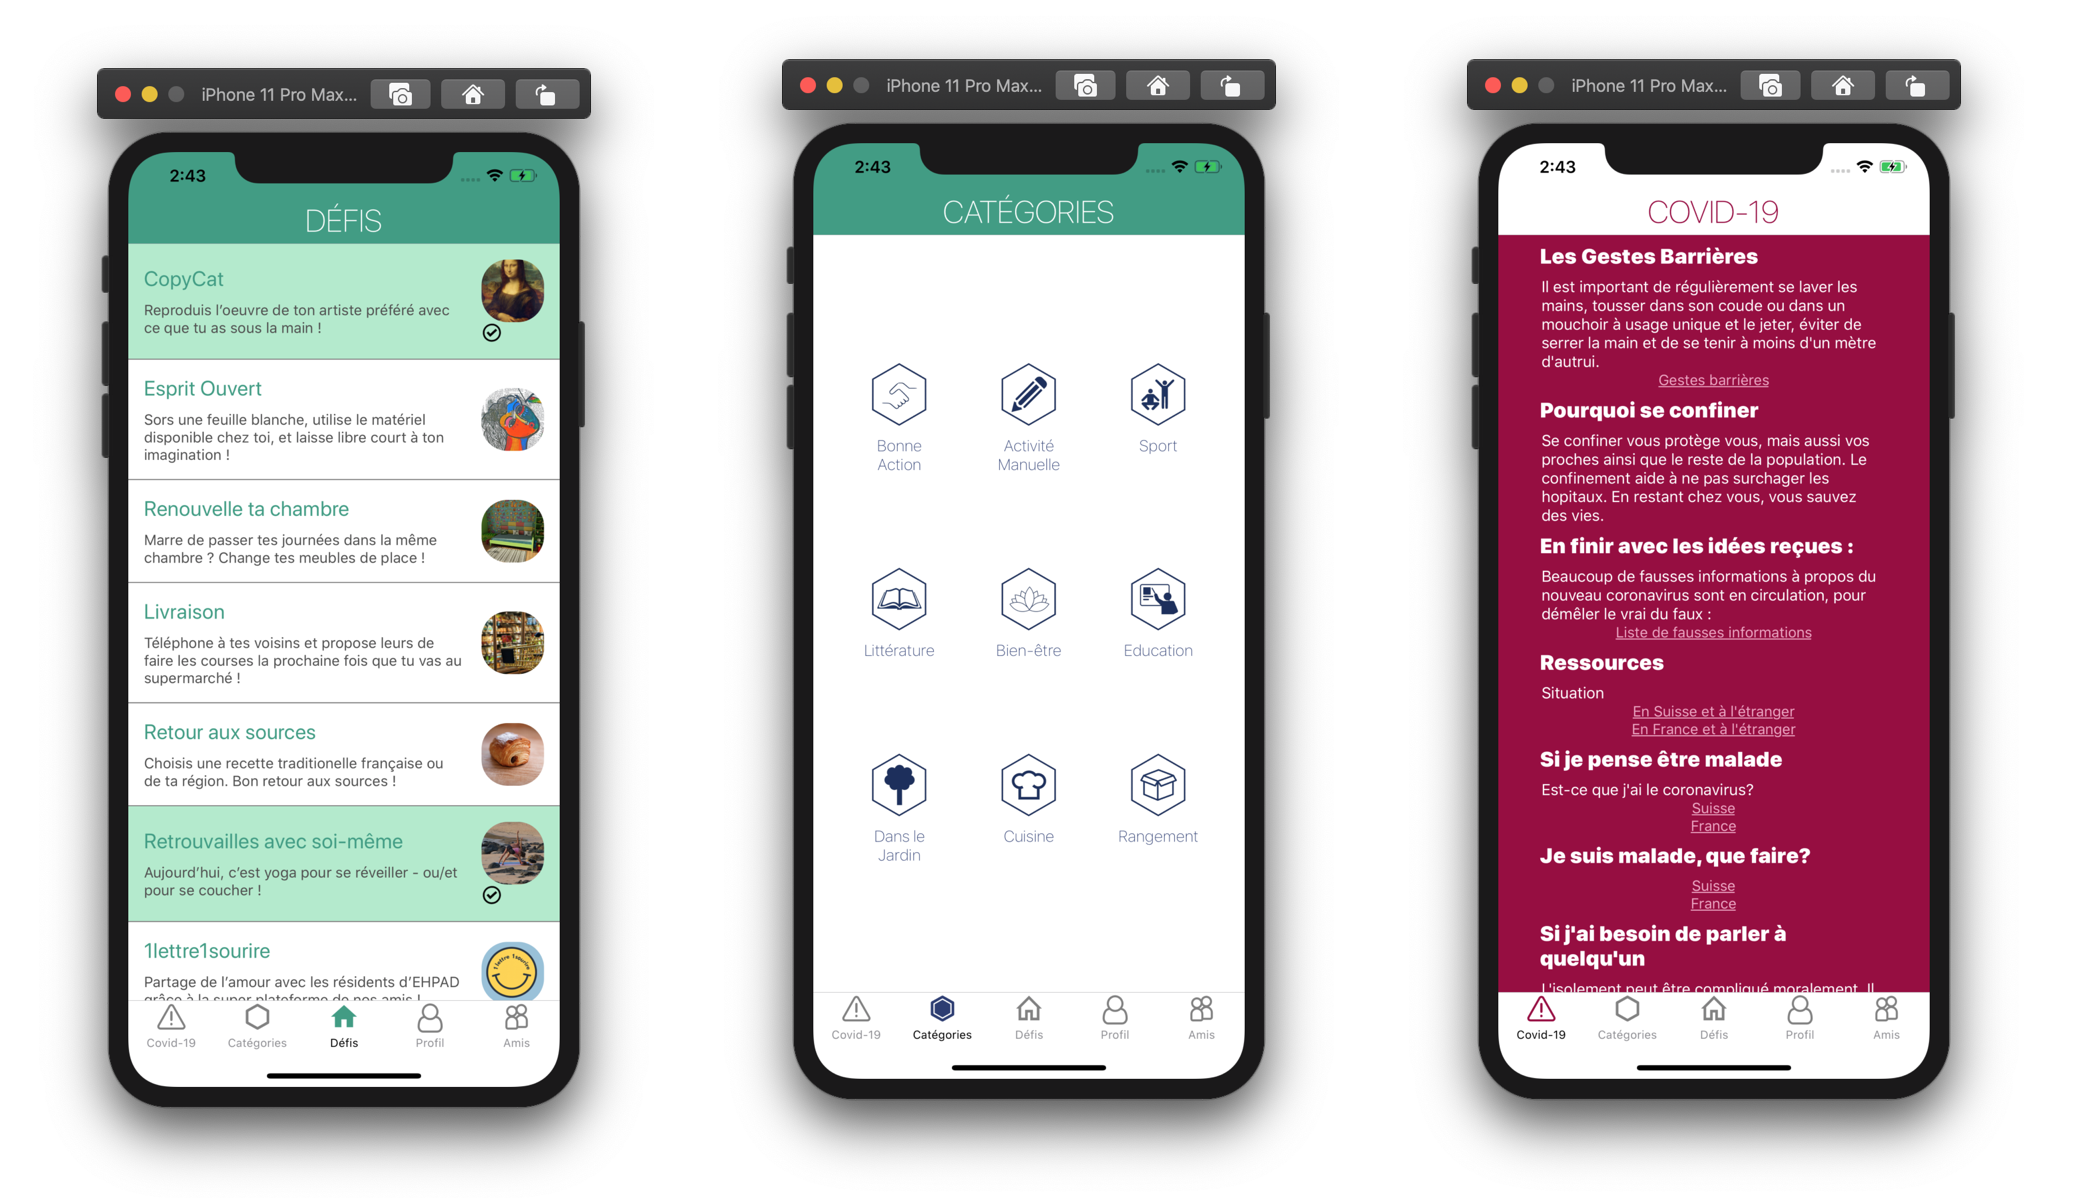 iPhone 11 Pro Max...
2:43
DÉFIS
CopyCat
Reproduis l'oeuvre de ton artiste préféré avec
ce que tu as sous la main !
Esprit Ouvert
Sors une feuille blanche, utilise le matériel
disponible chez toi, et laisse libre court à ton
imagination !
Renouvelle ta chambre
Marre de passer tes journées dans la même
chambre ? Change tes meubles de place !
Livraison
Téléphone à tes voisins et propose leurs de
faire les courses la prochaine fois que tu vas au
supermarché !
Retour aux sources
Choisis une recette traditionelle française ou
de ta région. Bon retour aux sources !
Retrouvailles avec soi-même
Aujourd'hui, c'est yoga pour se réveiller - ou/et
pour se coucher !
1lettre1sourire
1lettre 1sourire
Partage de l'amour avec les résidents d'EHPAD
grâce à la super plateforme de nos amis !
Covid-19
Catégories
Défis
Profil
Amis
iPhone 11 Pro Max...
2:43
CATÉGORIES
Bonne
Action
Activité
Manuelle
Sport
Littérature
Bien-être
Education
Dans le
Jardin
Cuisine
Rangement
Covid-19
Catégories
Défis
Profil
Amis
iPhone 11 Pro Max...
2:43
COVID-19
Les Gestes Barrières
Il est important de régulièrement se laver les
mains, tousser dans son coude ou dans un
mouchoir à usage unique et le jeter, éviter de
serrer la main et de se tenir à moins d'un mètre
d'autrui.
Gestes barrières
Pourquoi se confiner
Se confiner vous protège vous, mais aussi vos
proches ainsi que le reste de la population. Le
confinement aide à ne pas surchager les
hopitaux. En restant chez vous, vous sauvez
des vies.
En finir avec les idées reçues :
Beaucoup de fausses informations à propos du
nouveau coronavirus sont en circulation, pour
démêler le vrai du faux :
Liste de fausses informations
Ressources
Situation
En Suisse et à l'étranger
En France et à l'étranger
Si je pense être malade
Est-ce que j'ai le coronavirus?
Suisse
France
Je suis malade, que faire?
Suisse
France
Si j'ai besoin de parler à
quelqu'un
L'isolement peut être compliqué moralement. Il
Covid-19
Catégories
Défis
Profil
Amis